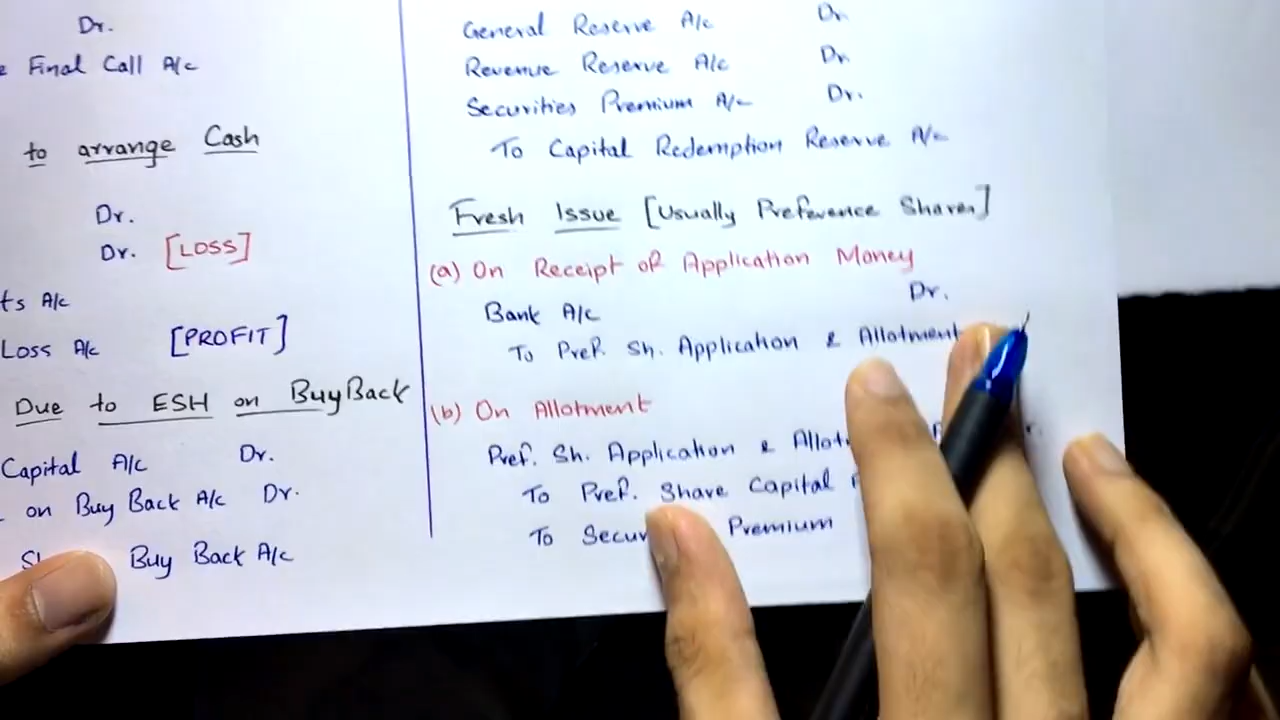 Dr.
Final Call A/c
to arrange Cash
Dr.
Dr. [LOSS]
ts A/c
Loss A/c [PROFIT]
Due to ESH on BuyBack
Capital A/c Dr.
on Buy Back A/c Dr.
Buy Back A/c
General Reserve A/c Dr.
Revenue Reserve A/c Dr.
Securities Premium A/c Dr.
To Capital Redemption Reserve A/c
Fresh Issue [Usually Preference Shares]
(a) On Receipt of Application Money
Bank A/c Dr.
To Pref. Sh. Application & Allotment
(b) On Allotment
Pref. Sh. Application &
To Pref. Share Capital
To Premium